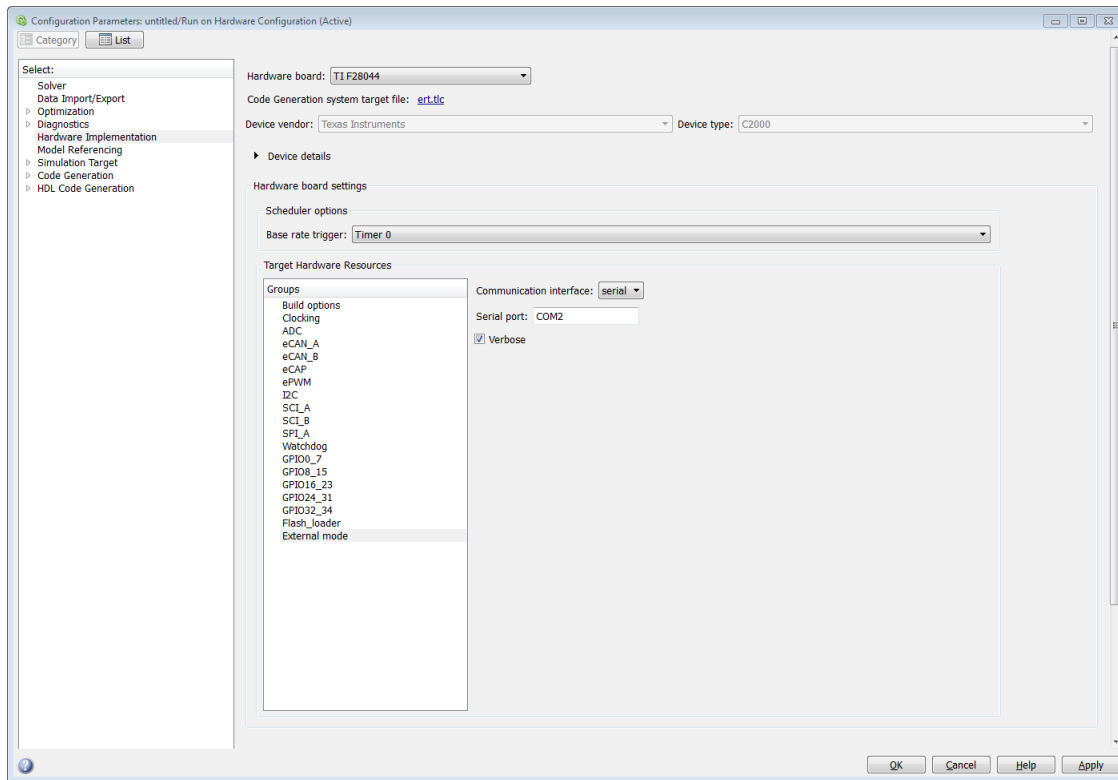 Configuration Parameters: untitled/Run on Hardware Configuration (Active)
Category
List
Select:
Solver
Data Import/Export
Optimization
Diagnostics
Hardware Implementation
Model Referencing
Simulation Target
Code Generation
HDL Code Generation
Hardware board: TI F28044
Code Generation system target file: ert.tlc
Device vendor: Texas Instruments Device type: C2000
Device details
Hardware board settings
Scheduler options
Base rate trigger: Timer 0
Target Hardware Resources
Groups
Build options
Clocking
ADC
eCAN_A
eCAN_B
eCAP
ePWM
I2C
SCI_A
SCI_B
SPI_A
Watchdog
GPIO0_7
GPIO8_15
GPIO16_23
GPIO24_31
GPIO32_34
Flash_loader
External mode
Communication interface: serial
Serial port: COM2
Verbose
OK Cancel Help Apply